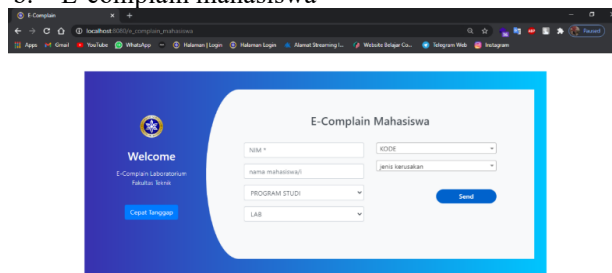 E-complain mahasiswa
E-Complain
localhost:8080/e_complain_mahasiswa
Paused
Apps Gmail YouTube WhatsApp Halaman | Login Halaman Login Alamat Streaming I... Website Belajar Co... Telegram Web Instagram
E-Complain Mahasiswa
Welcome
E-Complain Laboratorium
Fakultas Teknik
Cepat Tanggap
NIM *
nama mahasiswa/i
PROGRAM STUDI
LAB
KODE
jenis kerusakan
Send